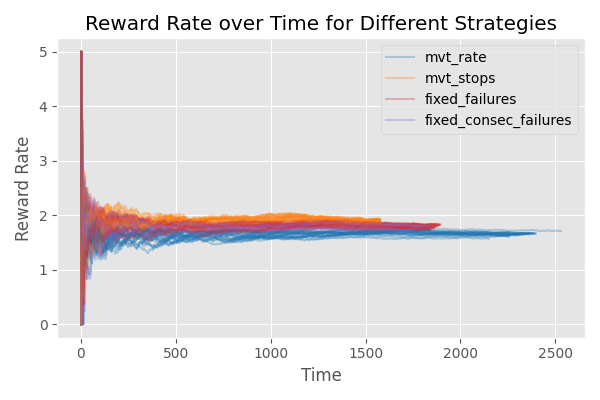 Reward Rate over Time for Different Strategies
mvt_rate
mvt_stops
fixed_failures
fixed_consec_failures
Reward Rate
5
4
3
2
1
0
0 500 1000 1500 2000 2500
Time